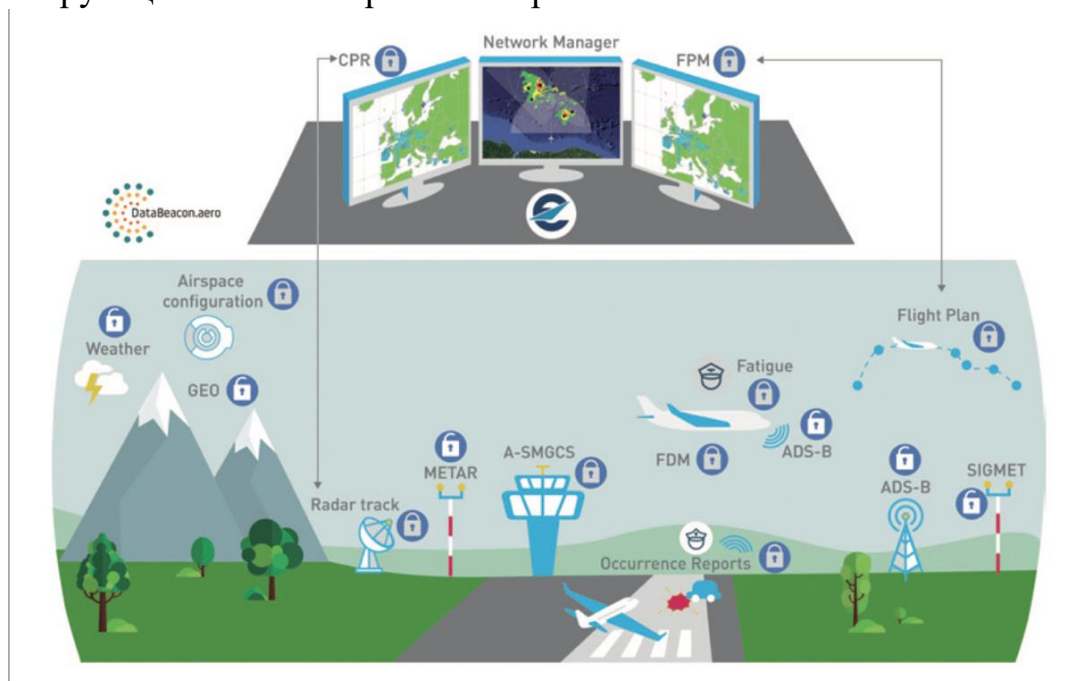 Network Manager
CPR
FPM
DataBeacon.aero
Airspace
configuration
Weather
GEO
Flight Plan
Fatigue
FDM
ADS-B
METAR
A-SMGCS
ADS-B
SIGMET
Radar track
Occurrence Reports